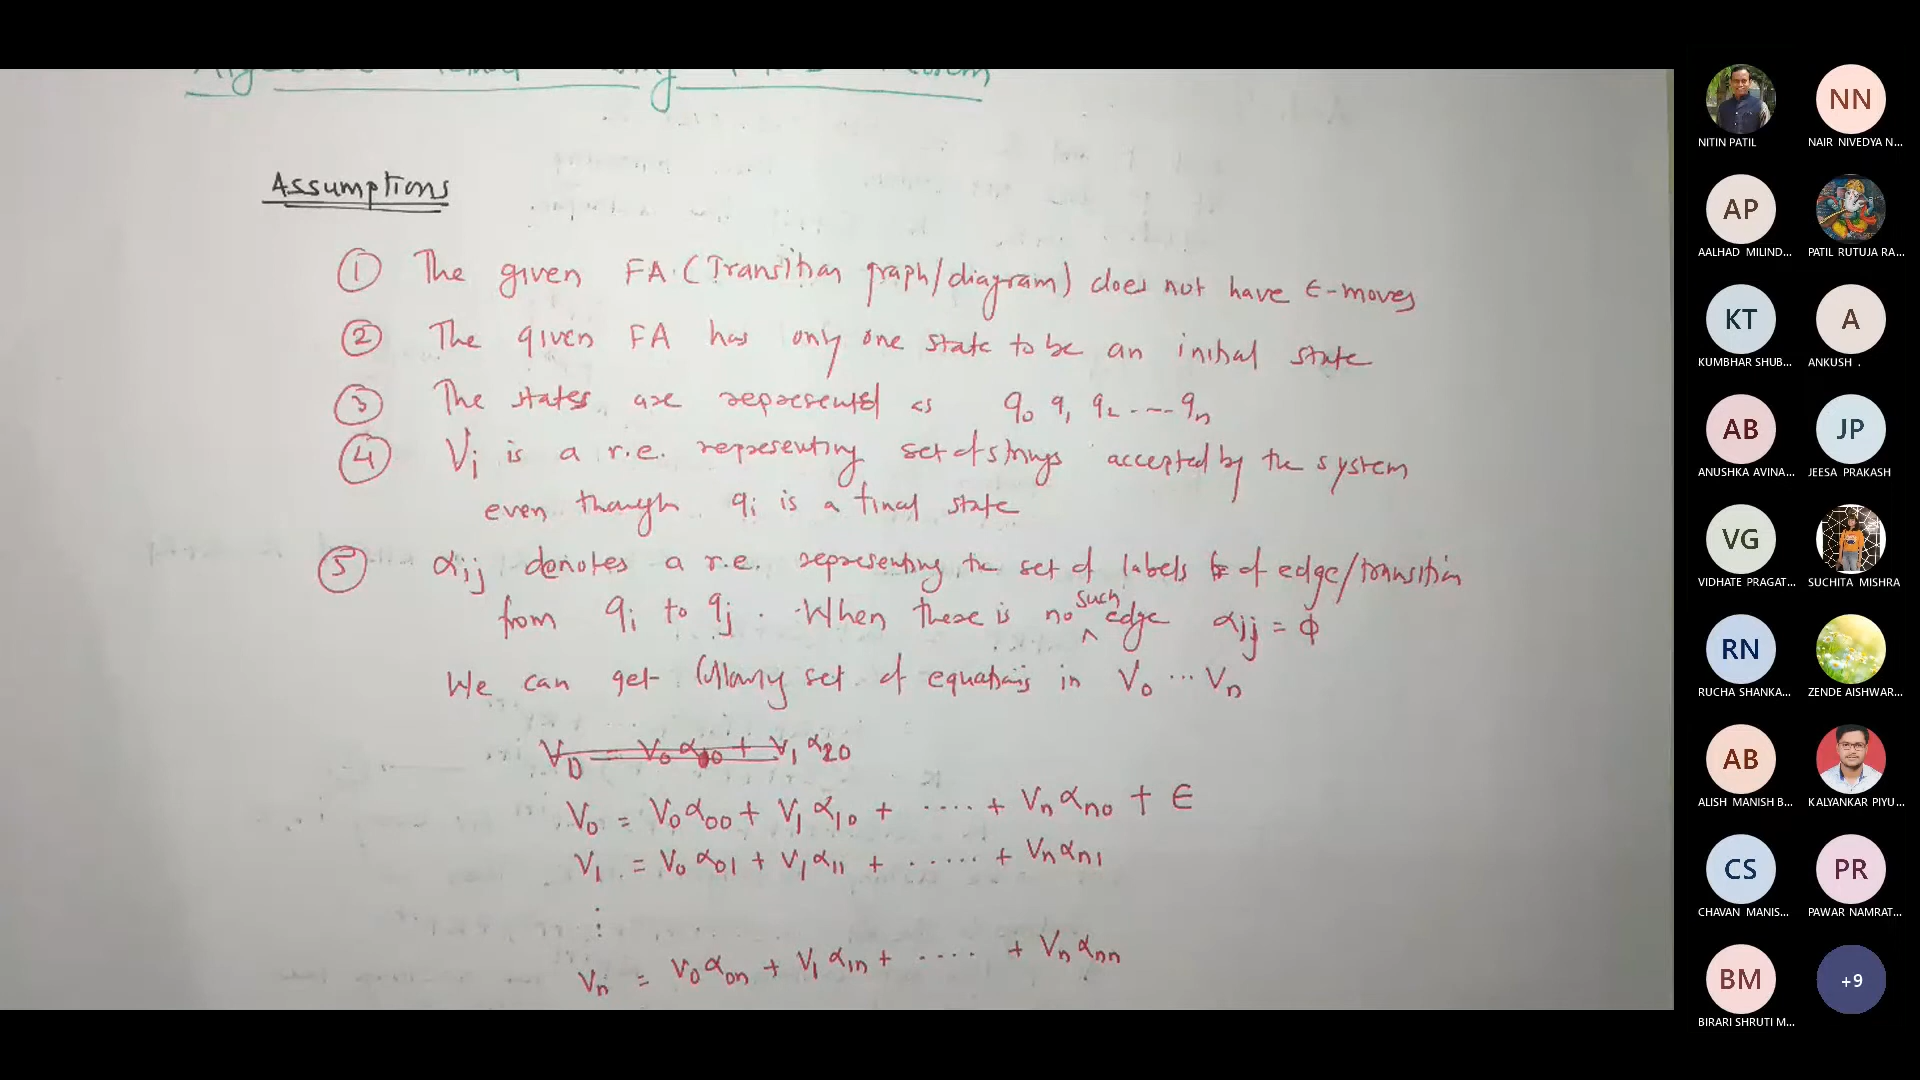 Assumptions
① The given FA (Transition graph/diagram) does not have ϵ-moves
② The given FA has only one state to be an initial state
③ The states are represented as q₀ q₁ q₂ ---- qₙ
④ Vᵢ is a r.e. representing set of strings accepted by the system
even though qᵢ is a final state
⑤ αᵢⱼ denotes a r.e. representing the set of labels of edge/transition
from qᵢ to qⱼ. When there is no such edge αᵢⱼ = ϕ
We can get set of equations in V₀ ... Vₙ
V₀ = V₀α₀₀ + V₁α₂₀
V₀ = V₀α₀₀ + V₁α₁₀ + .... + Vₙαₙ₀ + ϵ
V₁ = V₀α₀₁ + V₁α₁₁ + ..... + Vₙαₙ₁
⋮
Vₙ = V₀α₀ₙ + V₁α₁ₙ + .... + Vₙαₙₙ
NITIN PATIL
NN
NAIR NIVEDYA N...
AP
AALHAD MILIND...
PATIL RUTUJA RA...
KT
KUMBHAR SHUB...
A
ANKUSH .
AB
ANUSHKA AVINA...
JP
JEESA PRAKASH
VG
VIDHATE PRAGAT...
SUCHITA MISHRA
RN
RUCHA SHANKA...
ZENDE AISHWAR...
AB
ALISH MANISH B...
KALYANKAR PIYU...
CS
CHAVAN MANIS...
PR
PAWAR NAMRAT...
BM
BIRARI SHRUTI M...
+9